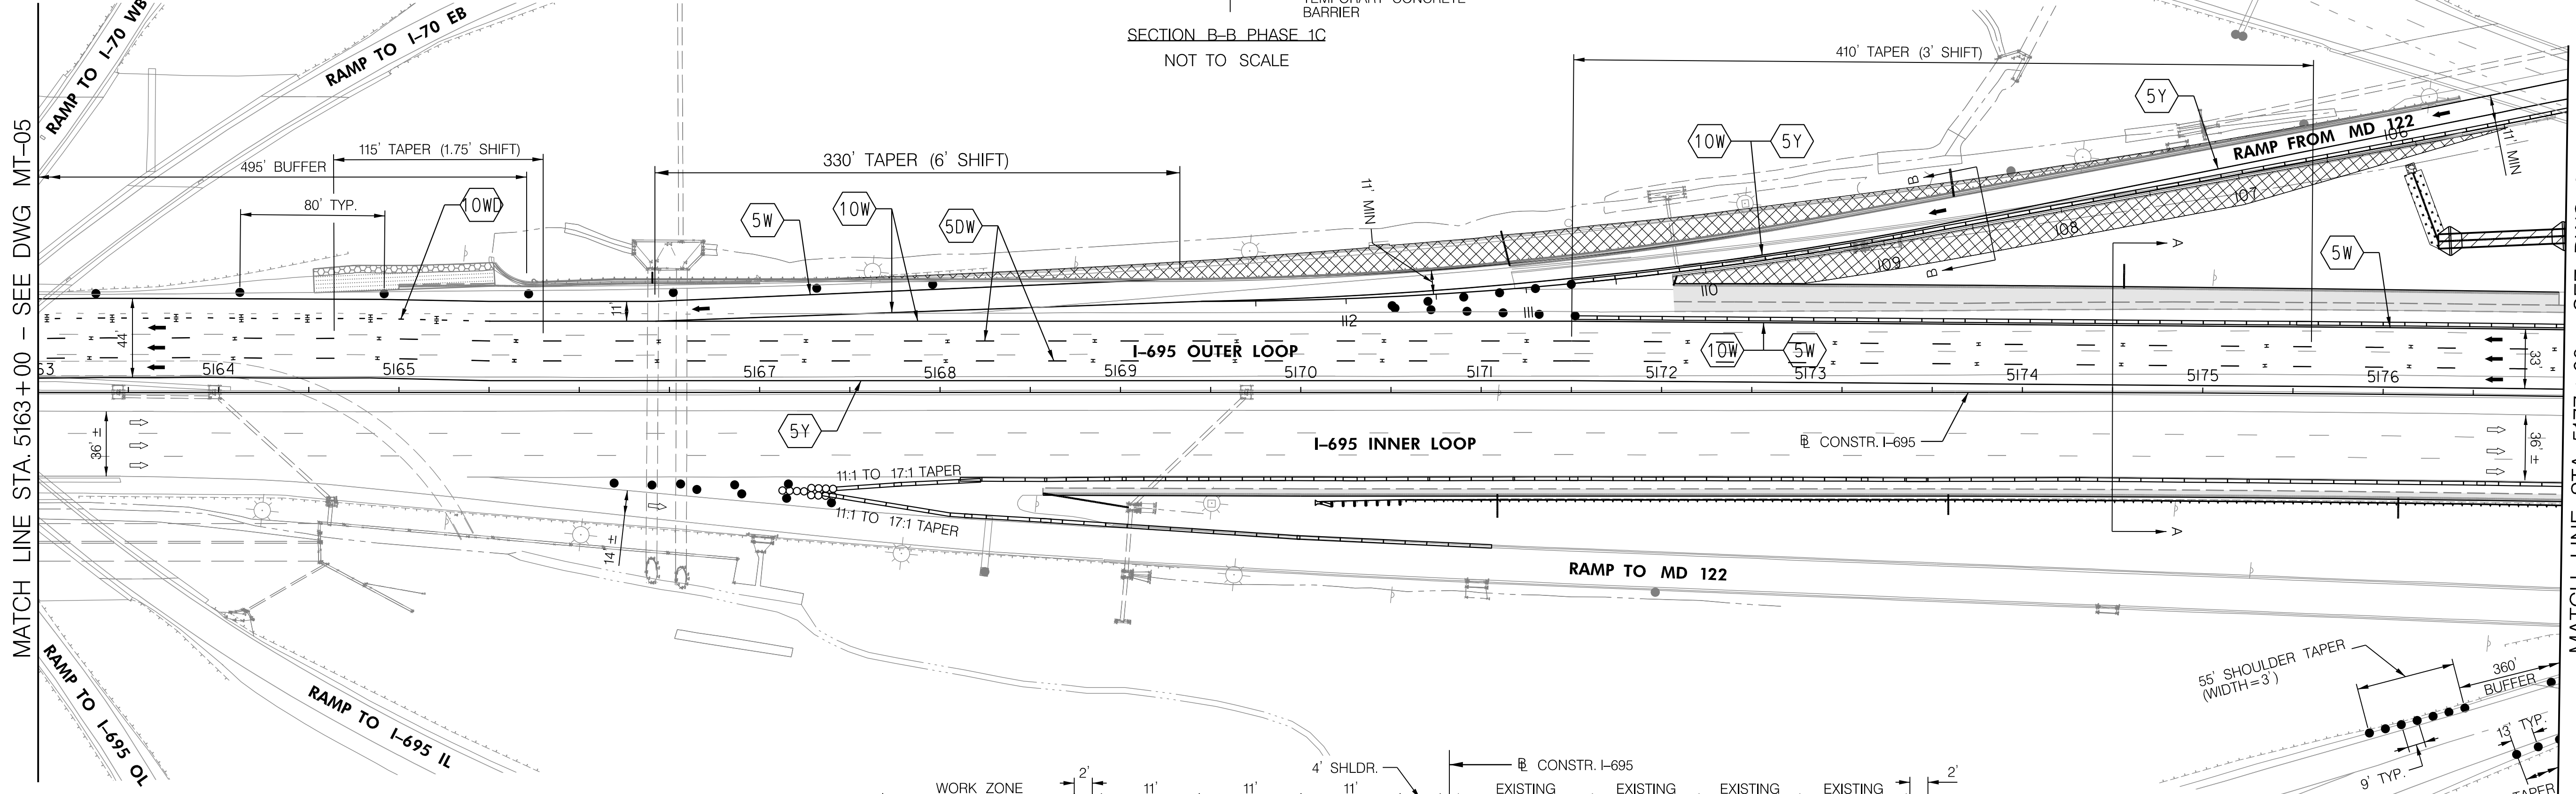 TEMPORARY CONCRETE
BARRIER
SECTION B-B PHASE 1C
NOT TO SCALE
MATCH LINE STA. 5163+00 - SEE DWG MT-05
RAMP TO I-70 WB
RAMP TO I-70 EB
410' TAPER (3' SHIFT)
115' TAPER (1.75' SHIFT)
495' BUFFER
80' TYP.
10WD
330' TAPER (6' SHIFT)
5W
10W
5DW
11' MIN
10W
5Y
5Y
RAMP FROM MD 122
11' MIN
106
107
108
109
110
111
112
B
B
A
A
5W
10W
5W
44'
11'
33'
I-695 OUTER LOOP
63
5164
5165
5167
5168
5169
5170
5171
5172
5173
5174
5175
5176
5Y
36' ±
36' ±
I-695 INNER LOOP
℄ CONSTR. I-695
11:1 TO 17:1 TAPER
11:1 TO 17:1 TAPER
14' ±
RAMP TO MD 122
RAMP TO I-695 OL
RAMP TO I-695 IL
55' SHOULDER TAPER
(WIDTH=3')
360'
BUFFER
13' TYP.
9' TYP.
TAPER
4' SHLDR.
℄ CONSTR. I-695
WORK ZONE
2'
11'
11'
11'
EXISTING
EXISTING
EXISTING
EXISTING
2'